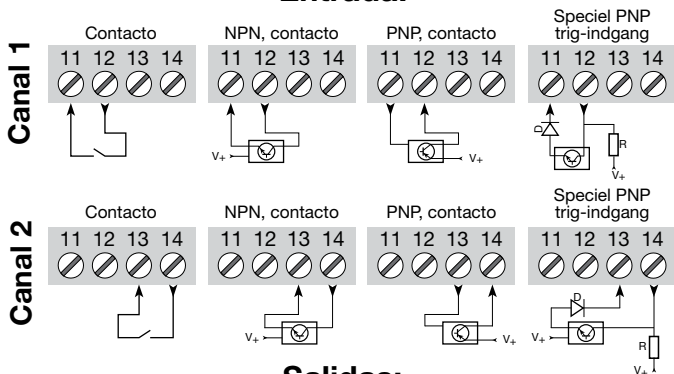 Entrada:
Canal 1
Contacto
11 12 13 14
NPN, contacto
11 12 13 14
V+
PNP, contacto
11 12 13 14
V+
Speciel PNP
trig-indgang
11 12 13 14
D
R
V+
Canal 2
Contacto
11 12 13 14
NPN, contacto
11 12 13 14
V+
PNP, contacto
11 12 13 14
V+
Speciel PNP
trig-indgang
11 12 13 14
D
V+
R
V+
Salidas: